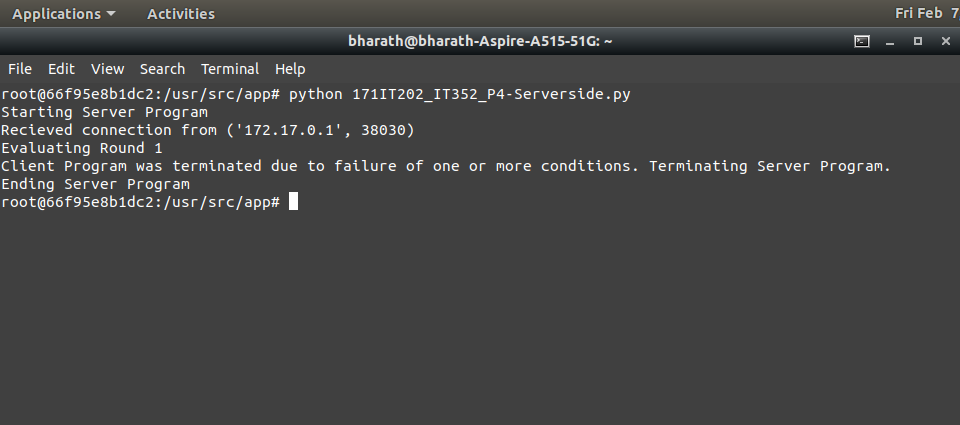 Applications Activities Fri Feb 7
bharath@bharath-Aspire-A515-51G: ~
File Edit View Search Terminal Help
root@66f95e8b1dc2:/usr/src/app# python 171IT202_IT352_P4-Serverside.py
Starting Server Program
Recieved connection from ('172.17.0.1', 38030)
Evaluating Round 1
Client Program was terminated due to failure of one or more conditions. Terminating Server Program.
Ending Server Program
root@66f95e8b1dc2:/usr/src/app#